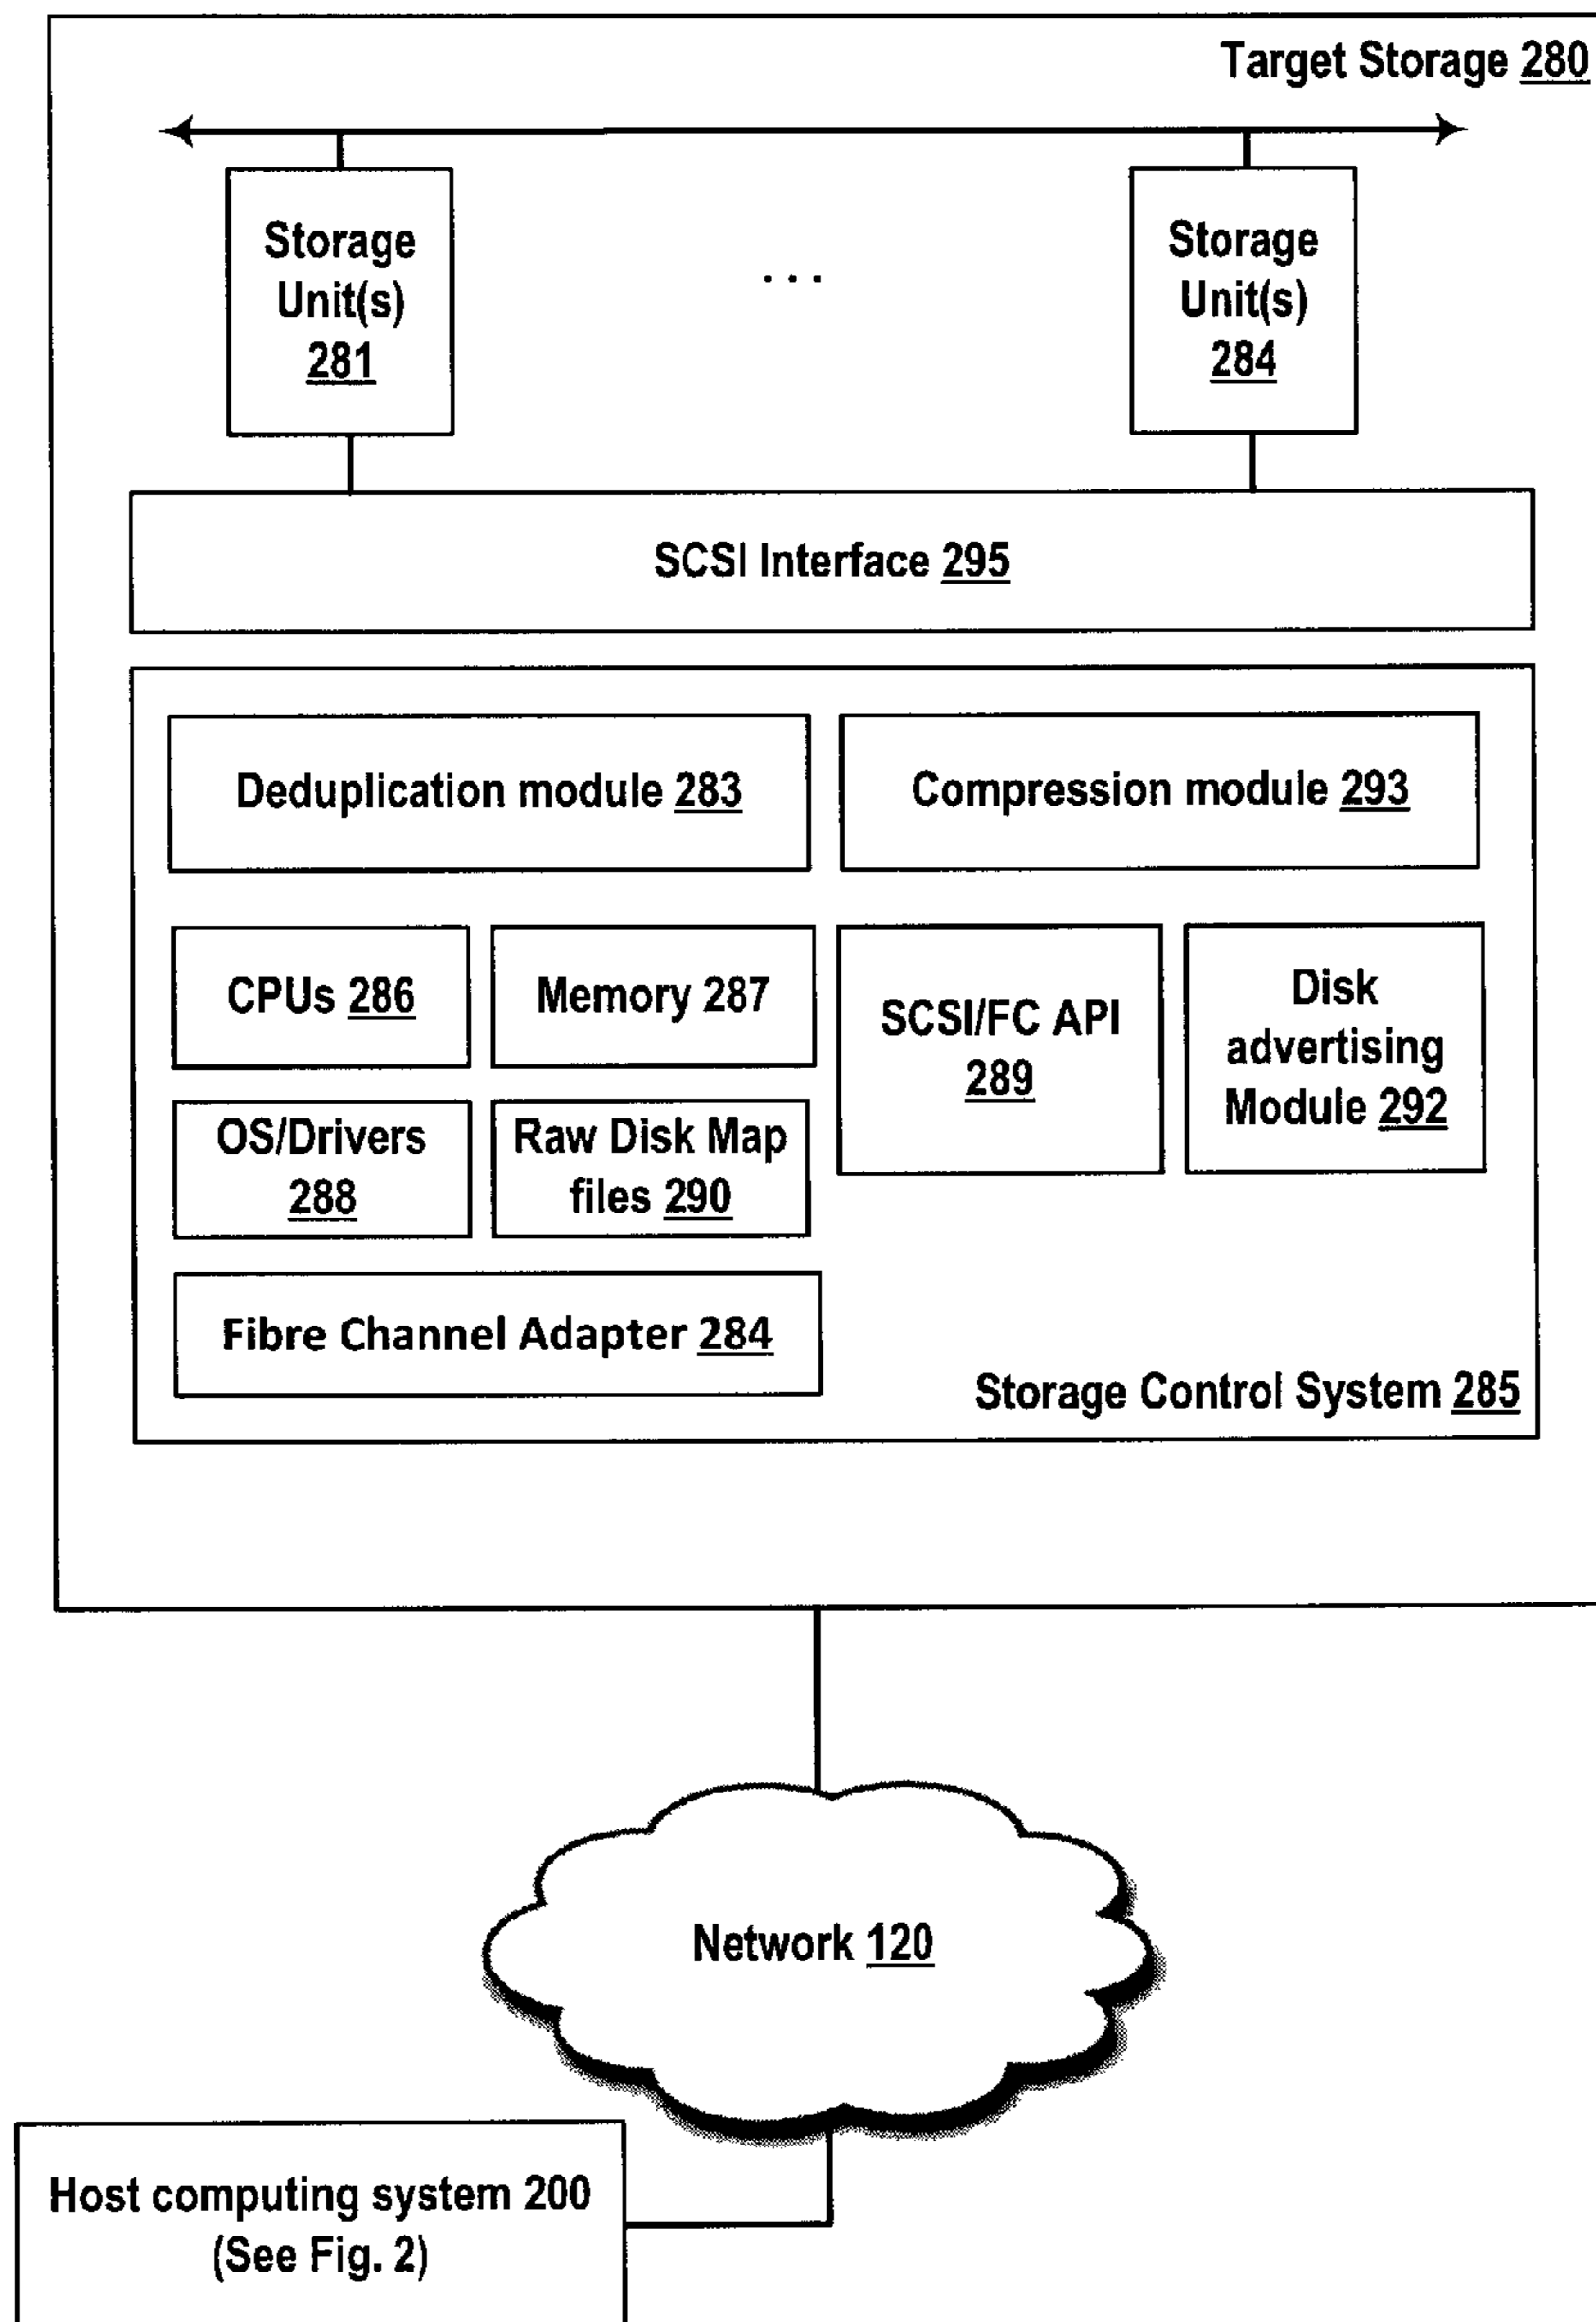 Target Storage 280
Storage
Unit(s)
281
. . .
Storage
Unit(s)
284
SCSI Interface 295
Deduplication module 283
Compression module 293
CPUs 286
Memory 287
SCSI/FC API
289
Disk
advertising
Module 292
OS/Drivers
288
Raw Disk Map
files 290
Fibre Channel Adapter 284
Storage Control System 285
Network 120
Host computing system 200
(See Fig. 2)